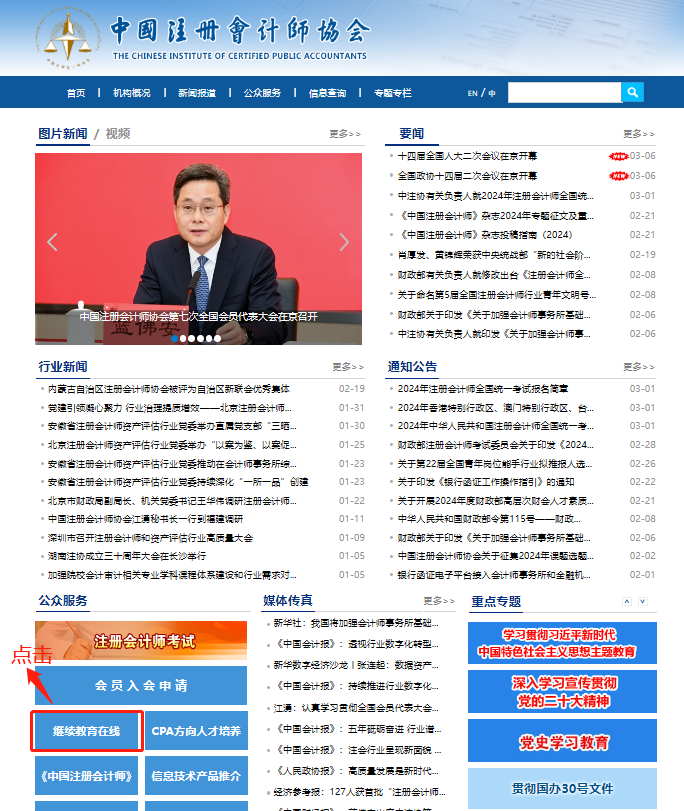 中國注册會計師協会
THE CHINESE INSTITUTE OF CERTIFIED PUBLIC ACCOUNTANTS
首页 | 机构概况 | 新闻报道 | 公众服务 | 信息查询 | 专题专栏 EN / 中
图片新闻 / 视频 更多>>
蓝佛安
中国注册会计师协会第七次全国会员代表大会在京召开
要闻 更多>>
十四届全国人大二次会议在京开幕 NEW 03-06
全国政协十四届二次会议在京开幕 NEW 03-06
中注协有关负责人就2024年注册会计师全国统... 03-01
《中国注册会计师》杂志2024年专题征文及重... 02-21
《中国注册会计师》杂志投稿指南（2024） 02-21
肖厚发、黄锦辉荣获中央统战部“新的社会阶... 02-19
财政部有关负责人就修改出台《注册会计师全... 02-08
关于命名第5届全国注册会计师行业青年文明号... 02-08
财政部关于印发《关于加强会计师事务所基础... 02-06
中注协有关负责人就印发《关于加强会计师事... 02-06
行业新闻 更多>>
内蒙古自治区注册会计师协会被评为自治区新联会优秀集体 02-19
党建引领凝心聚力 行业治理提质增效——北京注册会计师... 01-31
安徽省注册会计师资产评估行业党委举办直属党支部“三晒... 01-30
北京注册会计师资产评估行业党委举办“以案为鉴、以案促... 01-25
安徽省注册会计师资产评估行业党委推动在会计师事务所综... 01-23
安徽省注册会计师资产评估行业党委持续深化“一所一品”创建 01-23
北京市财政局副局长、机关党委书记王华伟调研注册会计师... 01-22
中国注册会计师协会江湧秘书长一行到福建调研 01-11
深圳市召开注册会计师和资产评估行业高质量大会 01-09
湖南注协成立三十周年大会在长沙举行 01-05
加强院校会计审计相关专业学科课程体系建设和行业需求对... 01-05
通知公告 更多>>
2024年注册会计师全国统一考试报名简章 03-01
2024年香港特别行政区、澳门特别行政区、台... 03-01
2024年中华人民共和国注册会计师全国统一考... 03-01
财政部注册会计师考试委员会关于印发《2024... 02-28
关于第22届全国青年岗位能手行业拟推报人选... 02-26
关于印发《银行函证工作操作指引》的通知 02-22
关于开展2024年度财政部高层次财会人才素质... 02-21
中华人民共和国财政部令第115号——财政... 02-08
财政部关于印发《关于加强会计师事务所基础... 02-06
中国注册会计师协会关于征集2024年课题选题... 02-02
银行函证电子平台接入会计师事务所和金融机... 02-01
公众服务
注册会计师考试
点击
会员入会申请
继续教育在线 CPA方向人才培养
《中国注册会计师》 信息技术产品推介
媒体传真 更多>>
新华社：我国将加强会计师事务所基...
《中国会计报》：透视行业数字化转型...
新华数字经济沙龙丨张连起：数据资产...
《中国会计报》：持续推进行业数字化...
江湧：认真学习贯彻全国会员代表大会...
《中国会计报》：五年砥砺奋进 行业谱...
《中国会计报》：注会行业呈现新面貌 ...
《人民政协报》：高质量发展是新时代...
经济参考报：127人获首批“注册会计师...
重点专题
学习贯彻习近平新时代
中国特色社会主义思想主题教育
深入学习宣传贯彻
党的二十大精神
党史学习教育
贯彻国办30号文件